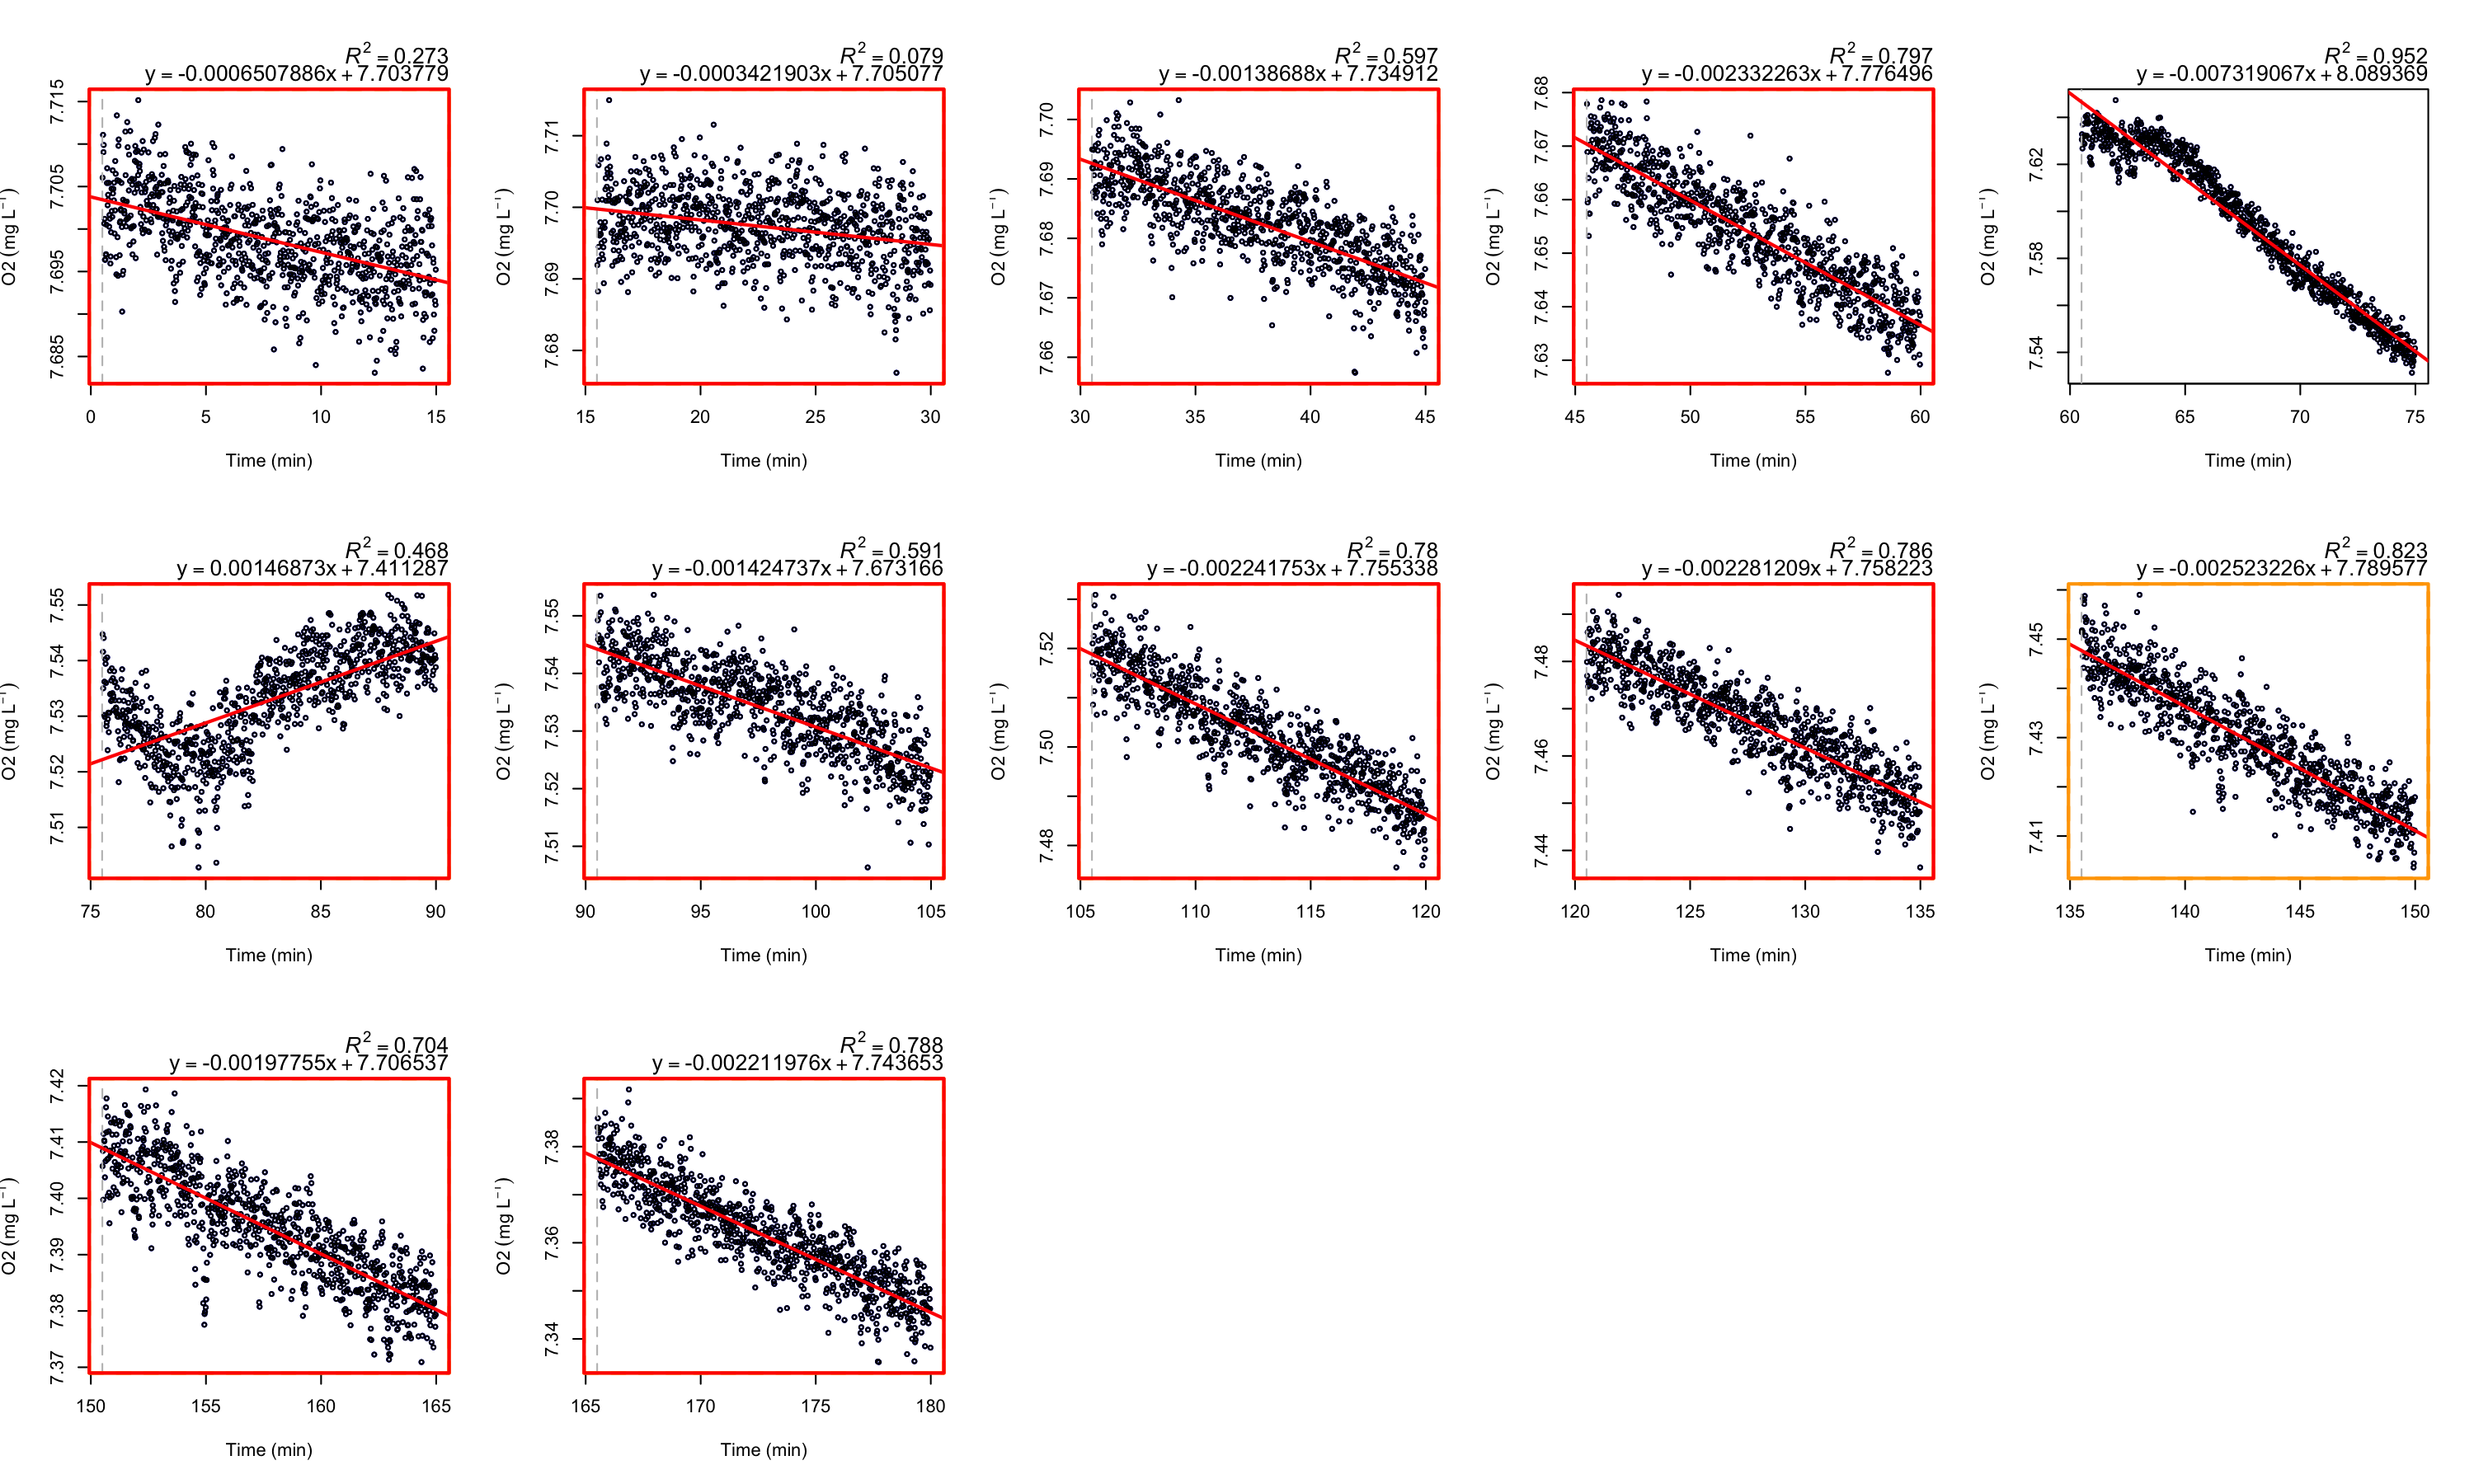 R² = 0.273
y = -0.0006507886x + 7.703779
O2 (mg L⁻¹)
7.715
7.705
7.695
7.685
0 5 10 15
Time (min)
R² = 0.079
y = -0.0003421903x + 7.705077
O2 (mg L⁻¹)
7.71
7.70
7.69
7.68
15 20 25 30
Time (min)
R² = 0.597
y = -0.00138688x + 7.734912
O2 (mg L⁻¹)
7.70
7.69
7.68
7.67
7.66
30 35 40 45
Time (min)
R² = 0.797
y = -0.002332263x + 7.776496
O2 (mg L⁻¹)
7.68
7.67
7.66
7.65
7.64
7.63
45 50 55 60
Time (min)
R² = 0.952
y = -0.007319067x + 8.089369
O2 (mg L⁻¹)
7.62
7.58
7.54
60 65 70 75
Time (min)
R² = 0.468
y = 0.00146873x + 7.411287
O2 (mg L⁻¹)
7.55
7.54
7.53
7.52
7.51
75 80 85 90
Time (min)
R² = 0.591
y = -0.001424737x + 7.673166
O2 (mg L⁻¹)
7.55
7.54
7.53
7.52
7.51
90 95 100 105
Time (min)
R² = 0.78
y = -0.002241753x + 7.755338
O2 (mg L⁻¹)
7.52
7.50
7.48
105 110 115 120
Time (min)
R² = 0.786
y = -0.002281209x + 7.758223
O2 (mg L⁻¹)
7.48
7.46
7.44
120 125 130 135
Time (min)
R² = 0.823
y = -0.002523226x + 7.789577
O2 (mg L⁻¹)
7.45
7.43
7.41
135 140 145 150
Time (min)
R² = 0.704
y = -0.00197755x + 7.706537
O2 (mg L⁻¹)
7.42
7.41
7.40
7.39
7.38
7.37
150 155 160 165
Time (min)
R² = 0.788
y = -0.002211976x + 7.743653
O2 (mg L⁻¹)
7.38
7.36
7.34
165 170 175 180
Time (min)